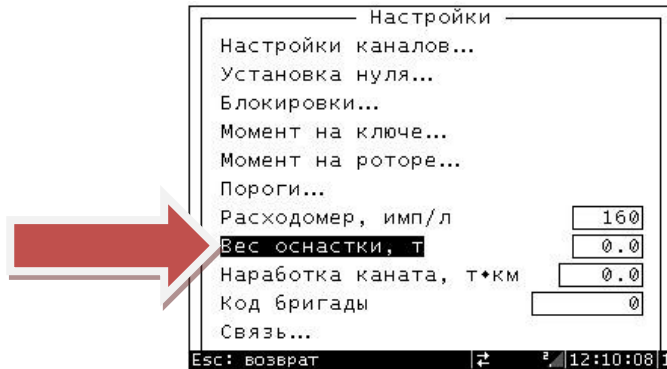 Настройки
Настройки каналов...
Установка нуля...
Блокировки...
Момент на ключе...
Момент на роторе...
Пороги...
Расходомер, имп/л 160
Вес оснастки, т 0.0
Наработка каната, т•км 0.0
Код бригады 0
Связь...
Esc: возврат 12:10:08